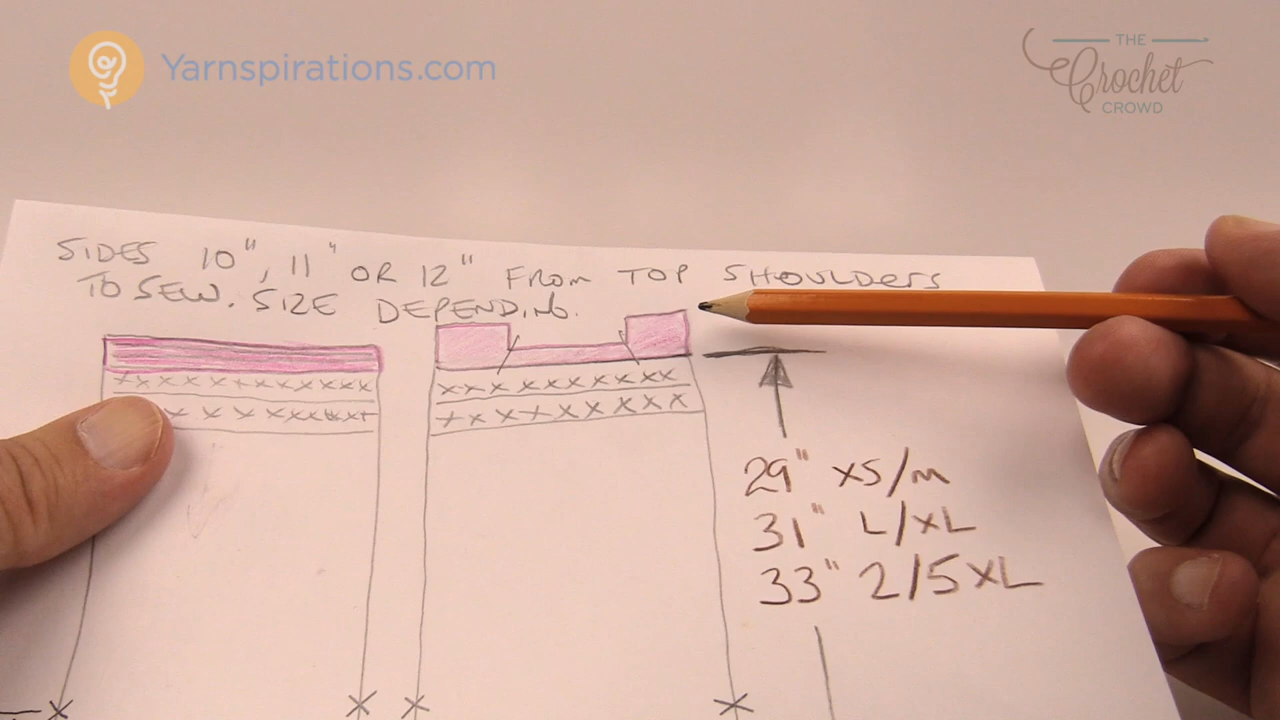 Yarnspirations.com
THE
Crochet
CROWD
SIDES 10", 11" OR 12" FROM TOP SHOULDERS
TO SEW. SIZE DEPENDING.
29" XS/M
31" L/XL
33" 2/5XL